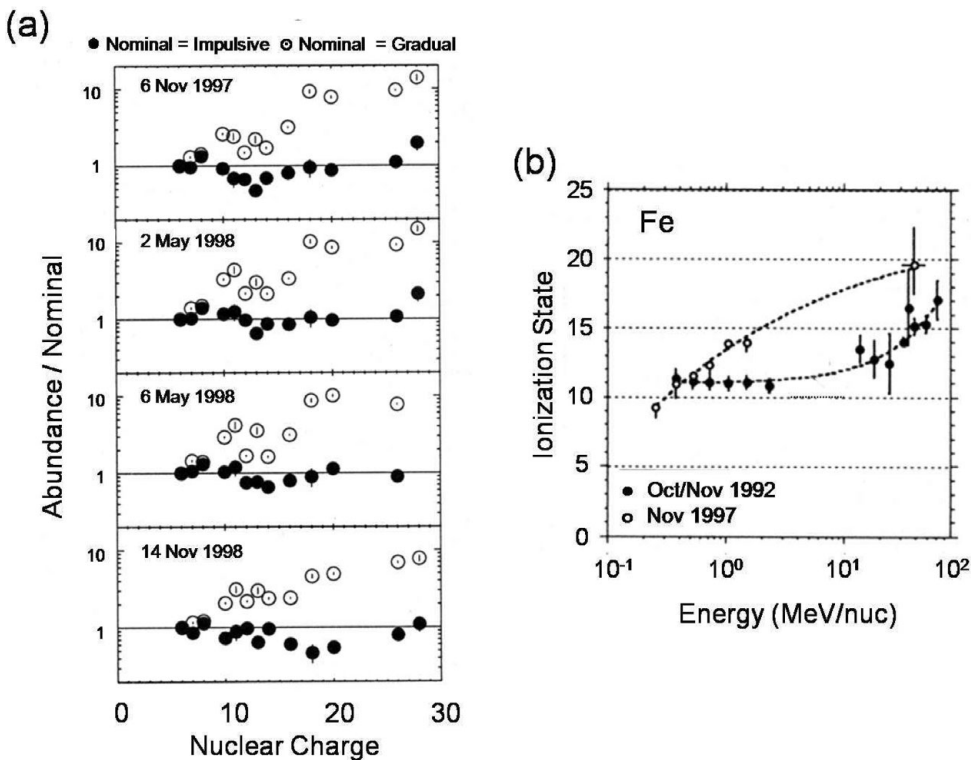 (a)
● Nominal = Impulsive ⊙ Nominal = Gradual
6 Nov 1997
10
1
2 May 1998
10
1
6 May 1998
10
1
14 Nov 1998
10
1
0 10 20 30
Nuclear Charge
Abundance / Nominal
(b)
25
20
15
10
5
0
Fe
● Oct/Nov 1992
○ Nov 1997
10⁻¹ 10⁰ 10¹ 10²
Energy (MeV/nuc)
Ionization State